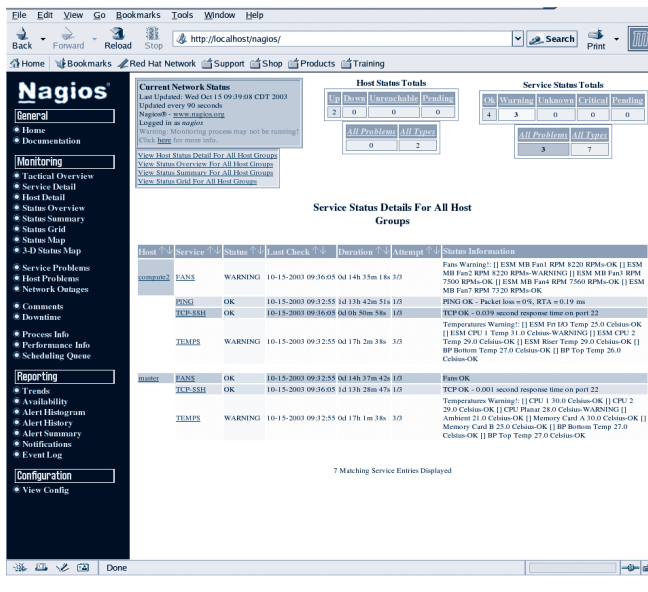 File Edit View Go Bookmarks Tools Window Help
Back Forward Reload Stop http://localhost/nagios/ Search Print
Home Bookmarks Red Hat Network Support Shop Products Training
Nagios®
General
Home
Documentation
Monitoring
Tactical Overview
Service Detail
Host Detail
Status Overview
Status Summary
Status Grid
Status Map
3-D Status Map
Service Problems
Host Problems
Network Outages
Comments
Downtime
Process Info
Performance Info
Scheduling Queue
Reporting
Trends
Availability
Alert Histogram
Alert History
Alert Summary
Notifications
Event Log
Configuration
View Config
Current Network Status
Last Updated: Wed Oct 15 09:39:08 CDT 2003
Updated every 90 seconds
Nagios® - www.nagios.org
Logged in as nagios
Warning: Monitoring process may not be running!
Click here for more info.
View Host Status Detail For All Host Groups
View Status Overview For All Host Groups
View Status Summary For All Host Groups
View Status Grid For All Host Groups
Host Status Totals
Up Down Unreachable Pending
2 0 0 0
All Problems All Types
0 2
Service Status Totals
Ok Warning Unknown Critical Pending
4 3 0 0 0
All Problems All Types
3 7
Service Status Details For All Host
Groups
Host ↑↓ Service ↑↓ Status ↑↓ Last Check ↑↓ Duration ↑↓ Attempt ↑↓ Status Information
compute2 FANS WARNING 10-15-2003 09:36:05 0d 14h 35m 18s 3/3
Fans Warning!: [] ESM MB Fan1 RPM 8220 RPMs-OK [] ESM
MB Fan2 RPM 8220 RPMs-WARNING [] ESM MB Fan3 RPM
7500 RPMs-OK [] ESM MB Fan4 RPM 7560 RPMs-OK [] ESM
MB Fan7 RPM 7320 RPMs-OK
PING OK 10-15-2003 09:32:55 1d 13h 42m 51s 1/3 PING OK - Packet loss = 0%, RTA = 0.19 ms
TCP-SSH OK 10-15-2003 09:36:05 0d 0h 50m 58s 1/3 TCP OK - 0.039 second response time on port 22
TEMPS WARNING 10-15-2003 09:32:55 0d 17h 2m 38s 3/3
Temperatures Warning!: [] ESM Frt I/O Temp 25.0 Celsius-OK
[] ESM CPU 1 Temp 31.0 Celsius-WARNING [] ESM CPU 2
Temp 29.0 Celsius-OK [] ESM Riser Temp 29.0 Celsius-OK []
BP Bottom Temp 27.0 Celsius-OK [] BP Top Temp 26.0
Celsius-OK
master FANS OK 10-15-2003 09:32:55 0d 14h 37m 42s 1/3 Fans OK
TCP-SSH OK 10-15-2003 09:36:05 1d 13h 28m 47s 1/3 TCP OK - 0.001 second response time on port 22
TEMPS WARNING 10-15-2003 09:32:55 0d 17h 1m 38s 3/3
Temperatures Warning!: [] CPU 1 30.0 Celsius-OK [] CPU 2
29.0 Celsius-OK [] CPU Planar 28.0 Celsius-WARNING []
Ambient 21.0 Celsius-OK [] Memory Card A 30.0 Celsius-OK []
Memory Card B 25.0 Celsius-OK [] BP Bottom Temp 27.0
Celsius-OK [] BP Top Temp 27.0 Celsius-OK
7 Matching Service Entries Displayed
Done